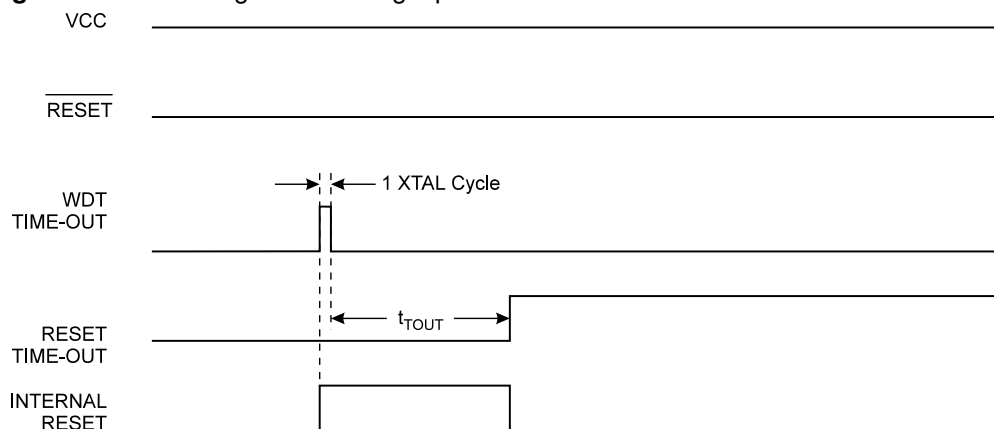 VCC
RESET
1 XTAL Cycle
WDT
TIME-OUT
tTOUT
RESET
TIME-OUT
INTERNAL
RESET